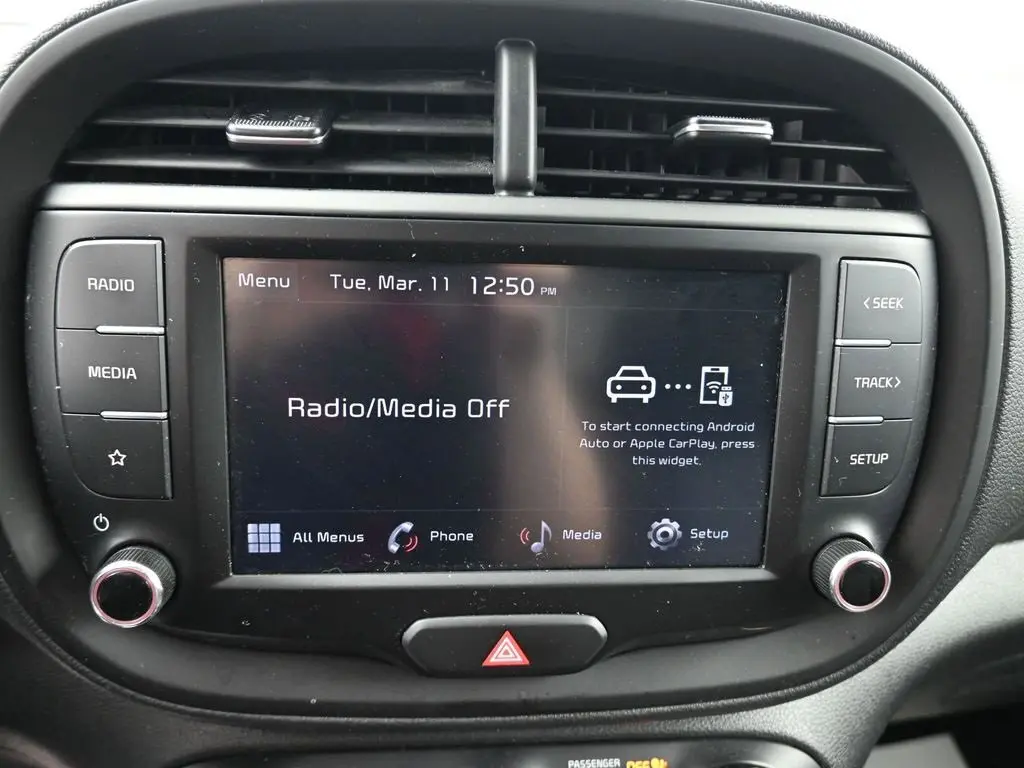 RADIO
MEDIA
Menu
Tue, Mar. 11 12:50 PM
Radio/Media Off
To start connecting Android
Auto or Apple CarPlay, press
this widget.
All Menus
Phone
Media
Setup
< SEEK
TRACK >
SETUP
PASSENGER OFF